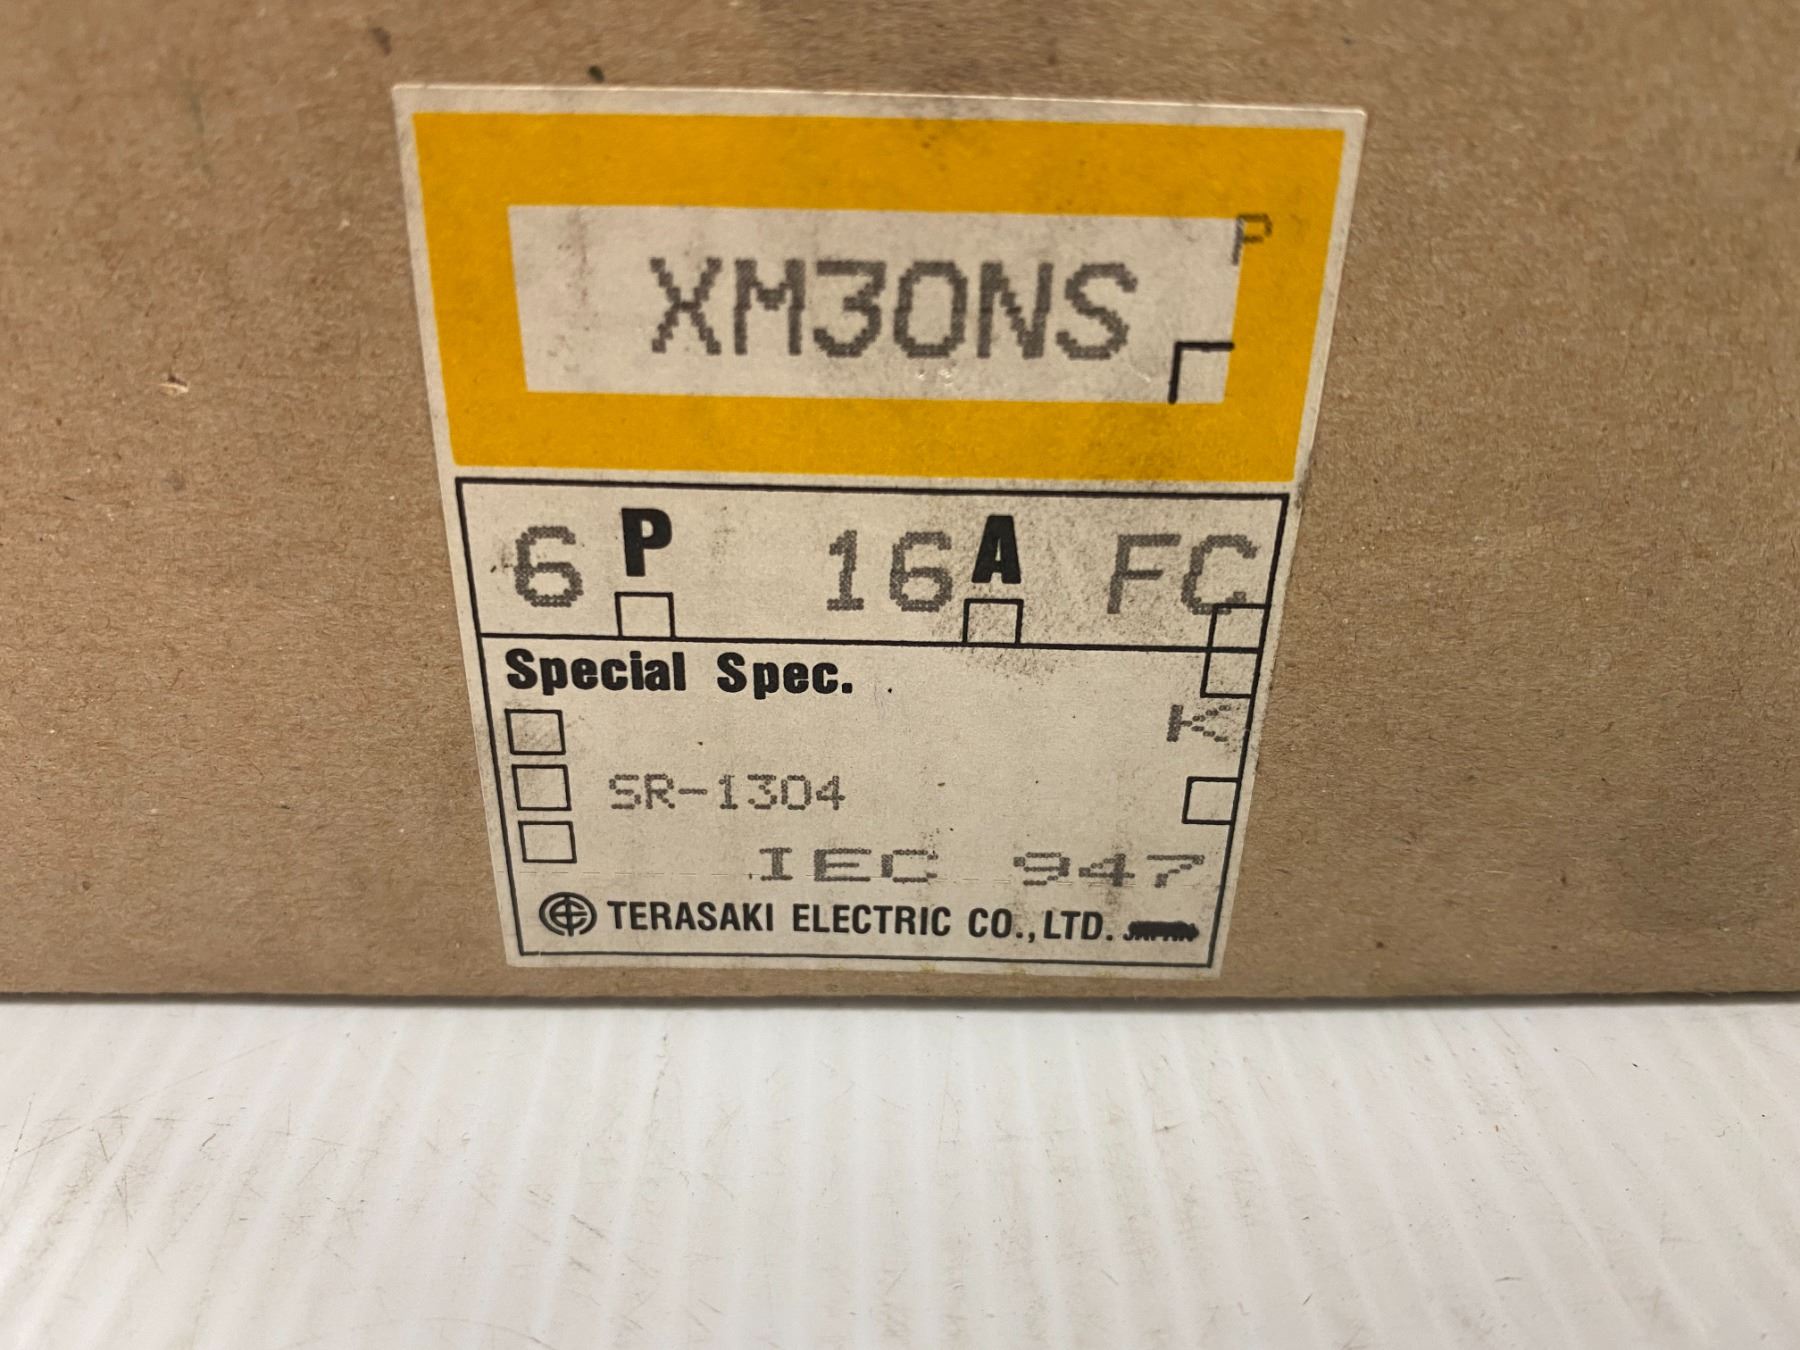 P
XM30NS
6 P 16 A FC
Special Spec.
K
SR-1304
IEC 947
TERASAKI ELECTRIC CO., LTD.